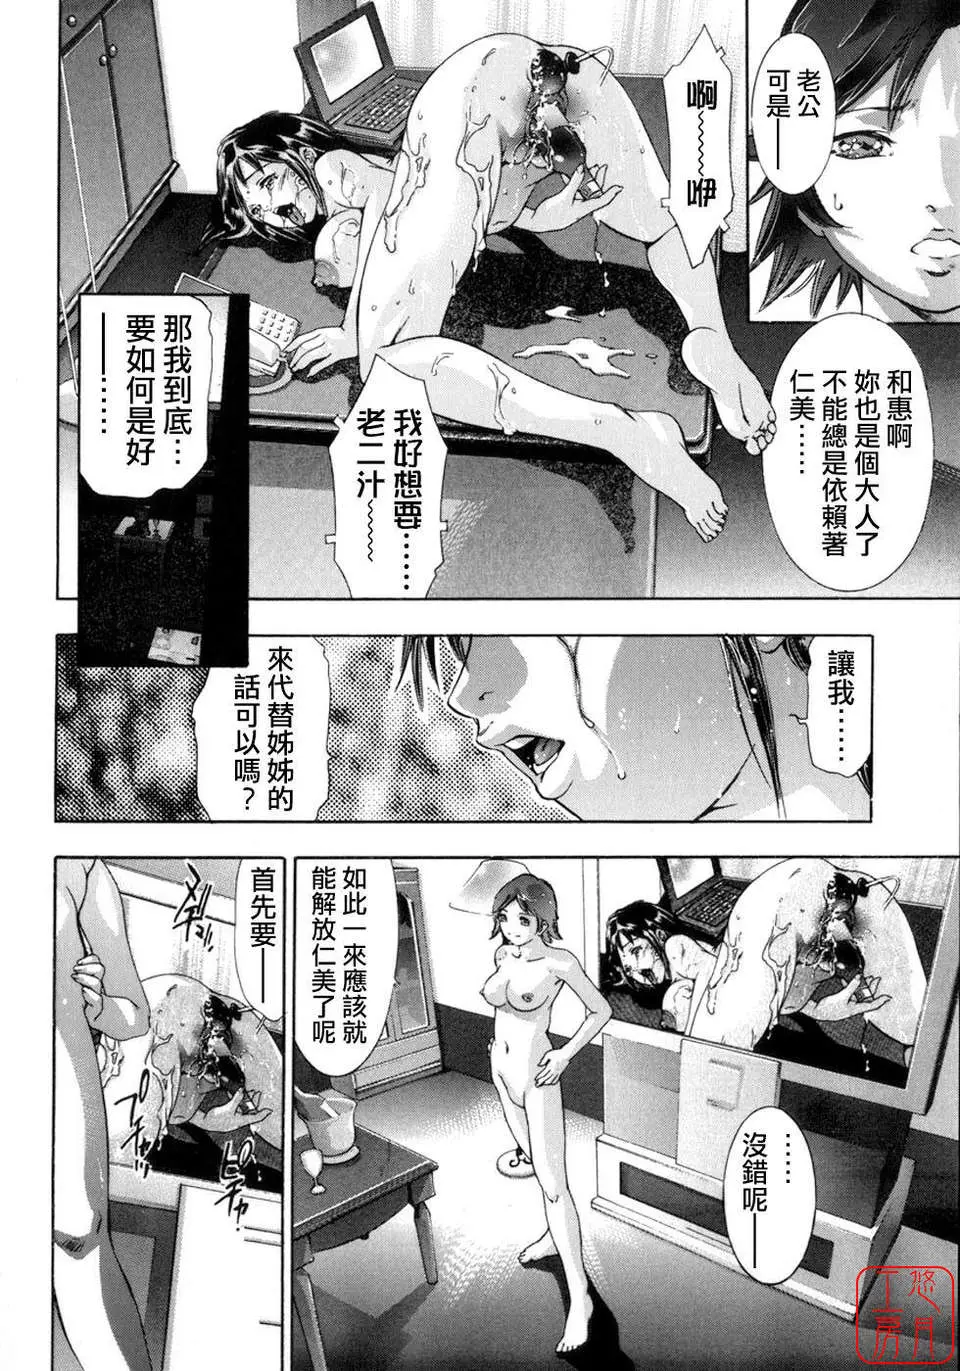 老公
可是——
啊～～～咿
和惠啊
妳也是個大人了
不能總是依賴著
仁美……
我好想要……
老二汁～～～
那我到底…
要如何是好
——……
讓我……
來代替姊姊的
話可以嗎？
……
沒錯呢——
如此一來應該就
能解放仁美了呢
首先要——
悠月工房